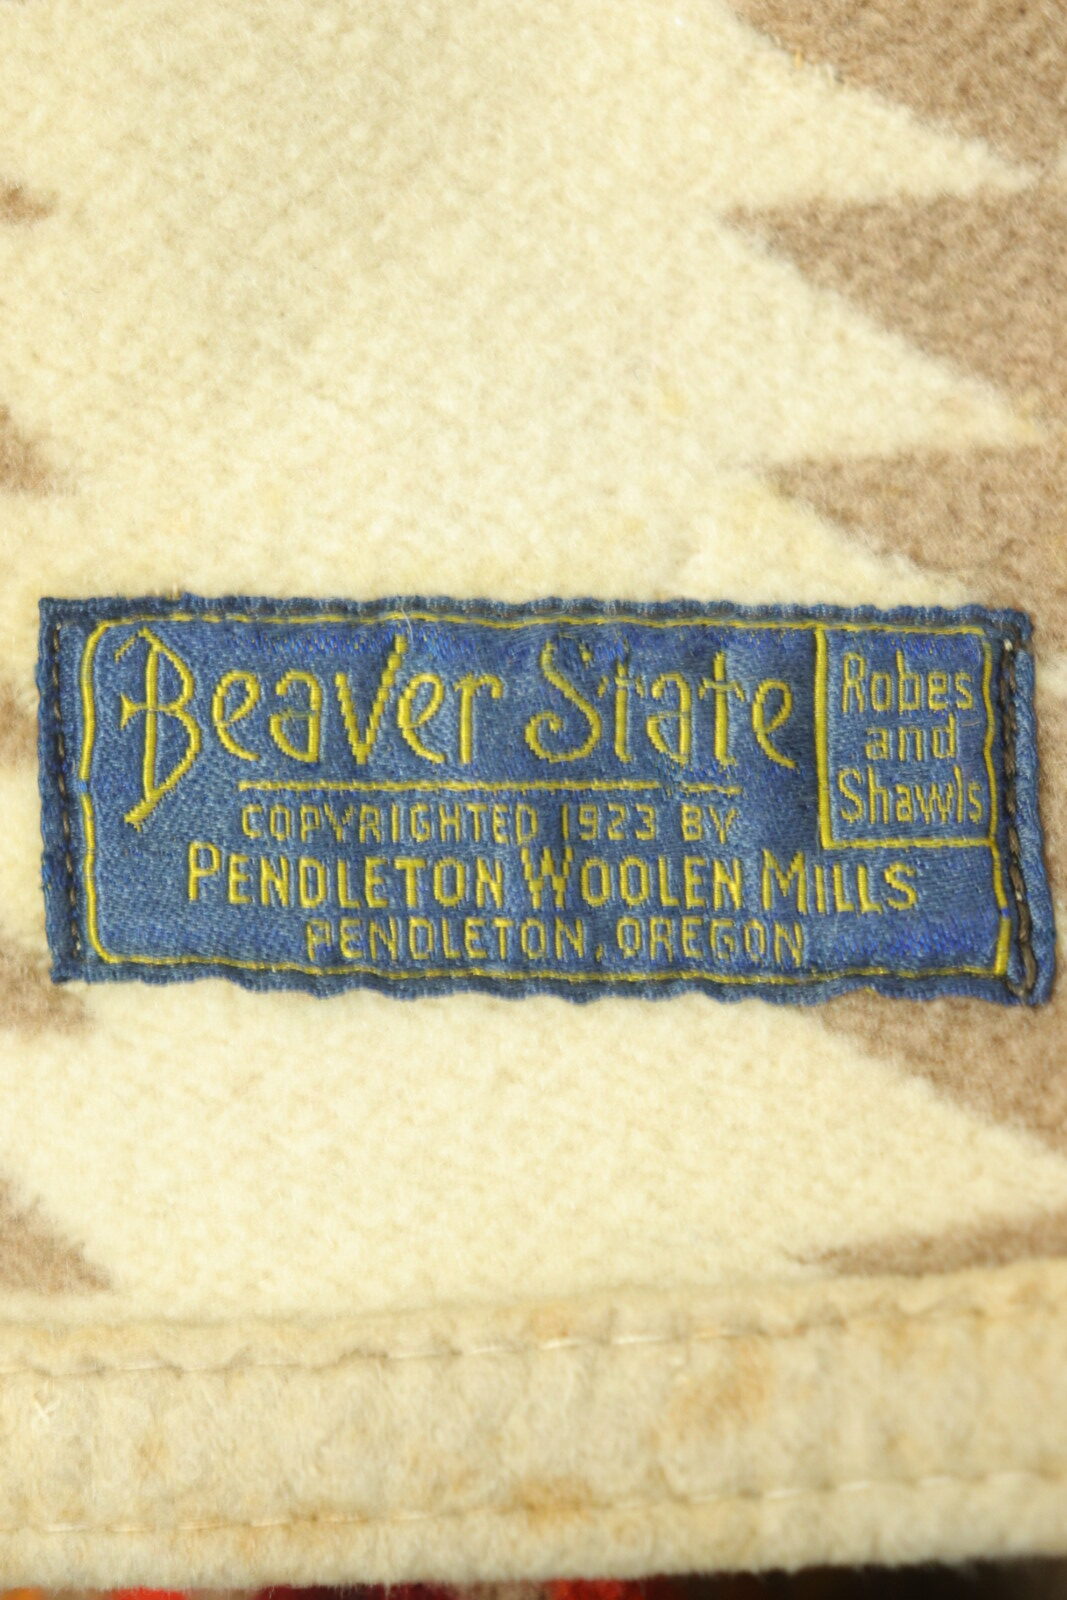 Beaver State
Robes
and
Shawls
COPYRIGHTED 1923 BY
PENDLETON WOOLEN MILLS
PENDLETON, OREGON